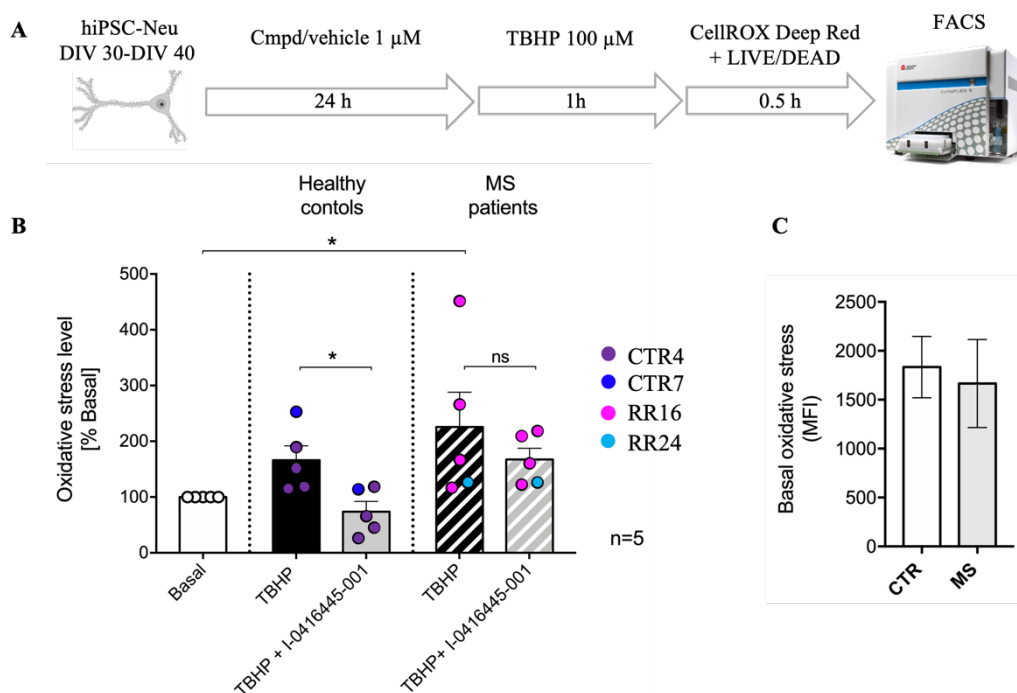 A
hiPSC-Neu
DIV 30-DIV 40
Cmpd/vehicle 1 µM
24 h
TBHP 100 µM
1h
CellROX Deep Red
+ LIVE/DEAD
0.5 h
FACS
B
Healthy
contols
MS
patients
*
Oxidative stress level
[% Basal]
500
400
300
200
100
0
*
ns
Basal
TBHP
TBHP + I-0416445-001
TBHP
TBHP+ I-0416445-001
CTR4
CTR7
RR16
RR24
n=5
C
Basal oxidative stress
(MFI)
2500
2000
1500
1000
500
0
CTR
MS